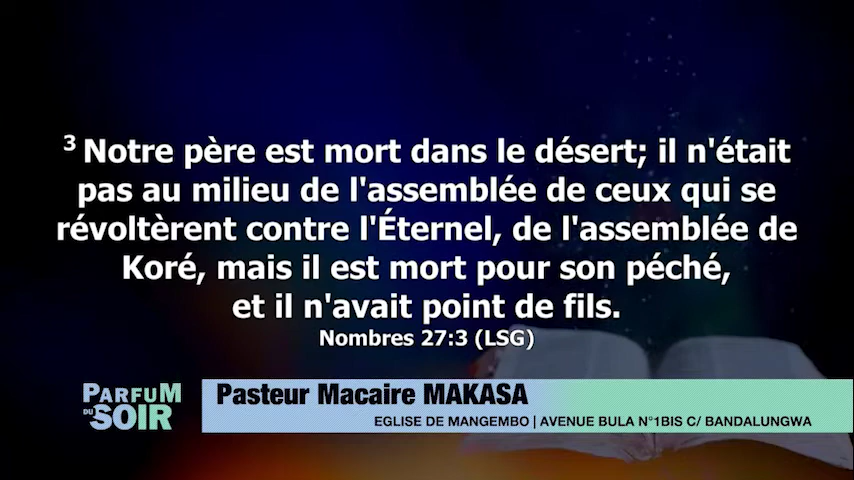 ³ Notre père est mort dans le désert; il n'était
pas au milieu de l'assemblée de ceux qui se
révoltèrent contre l'Éternel, de l'assemblée de
Koré, mais il est mort pour son péché,
et il n'avait point de fils.
Nombres 27:3 (LSG)
PARFUM
DU SOIR
Pasteur Macaire MAKASA
EGLISE DE MANGEMBO | AVENUE BULA N°1BIS C/ BANDALUNGWA